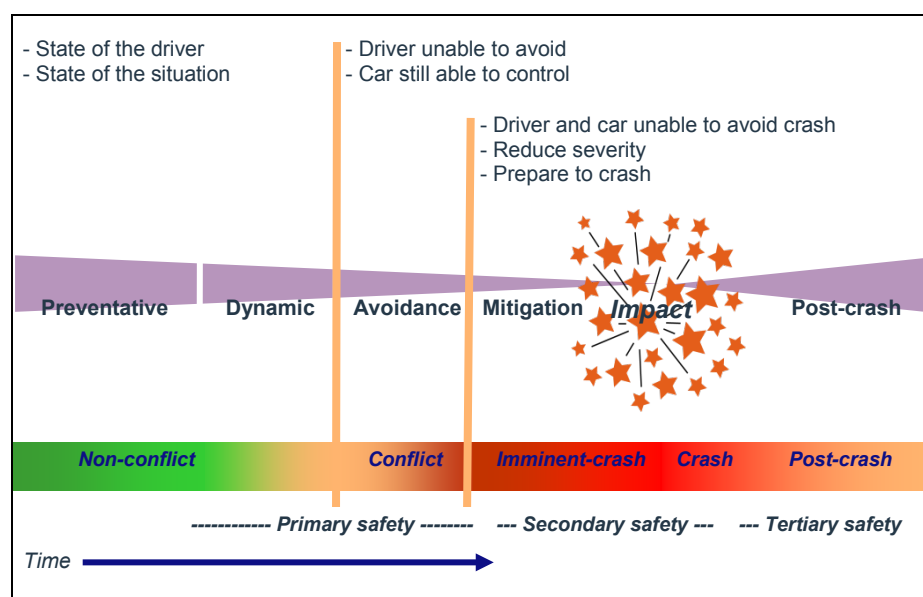 - State of the driver
- State of the situation
- Driver unable to avoid
- Car still able to control
- Driver and car unable to avoid crash
- Reduce severity
- Prepare to crash
Preventative Dynamic Avoidance Mitigation Impact Post-crash
Non-conflict Conflict Imminent-crash Crash Post-crash
------------ Primary safety -------- --- Secondary safety --- --- Tertiary safety
Time